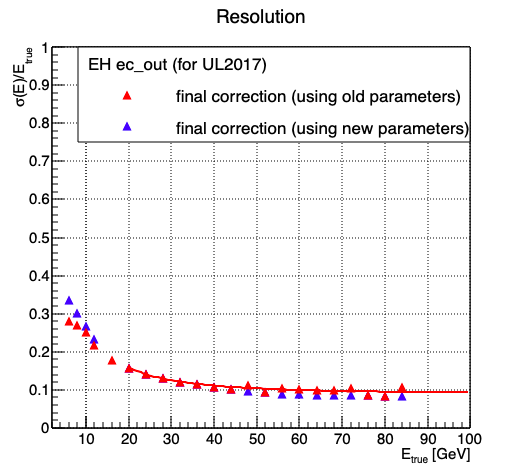 Resolution
σ(E)/E_true
EH ec_out (for UL2017)
final correction (using old parameters)
final correction (using new parameters)
1
0.9
0.8
0.7
0.6
0.5
0.4
0.3
0.2
0.1
0
10 20 30 40 50 60 70 80 90 100
E_true [GeV]